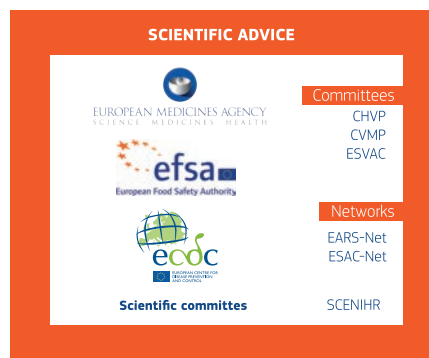 SCIENTIFIC ADVICE
EUROPEAN MEDICINES AGENCY
SCIENCE MEDICINES HEALTH
efsa
European Food Safety Authority
ecdc
EUROPEAN CENTRE FOR
DISEASE PREVENTION
AND CONTROL
Scientific committes
Committees
CHVP
CVMP
ESVAC
Networks
EARS-Net
ESAC-Net
SCENIHR